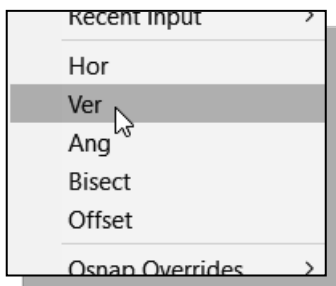 Recent Input
Hor
Ver
Ang
Bisect
Offset
Osnap Overrides